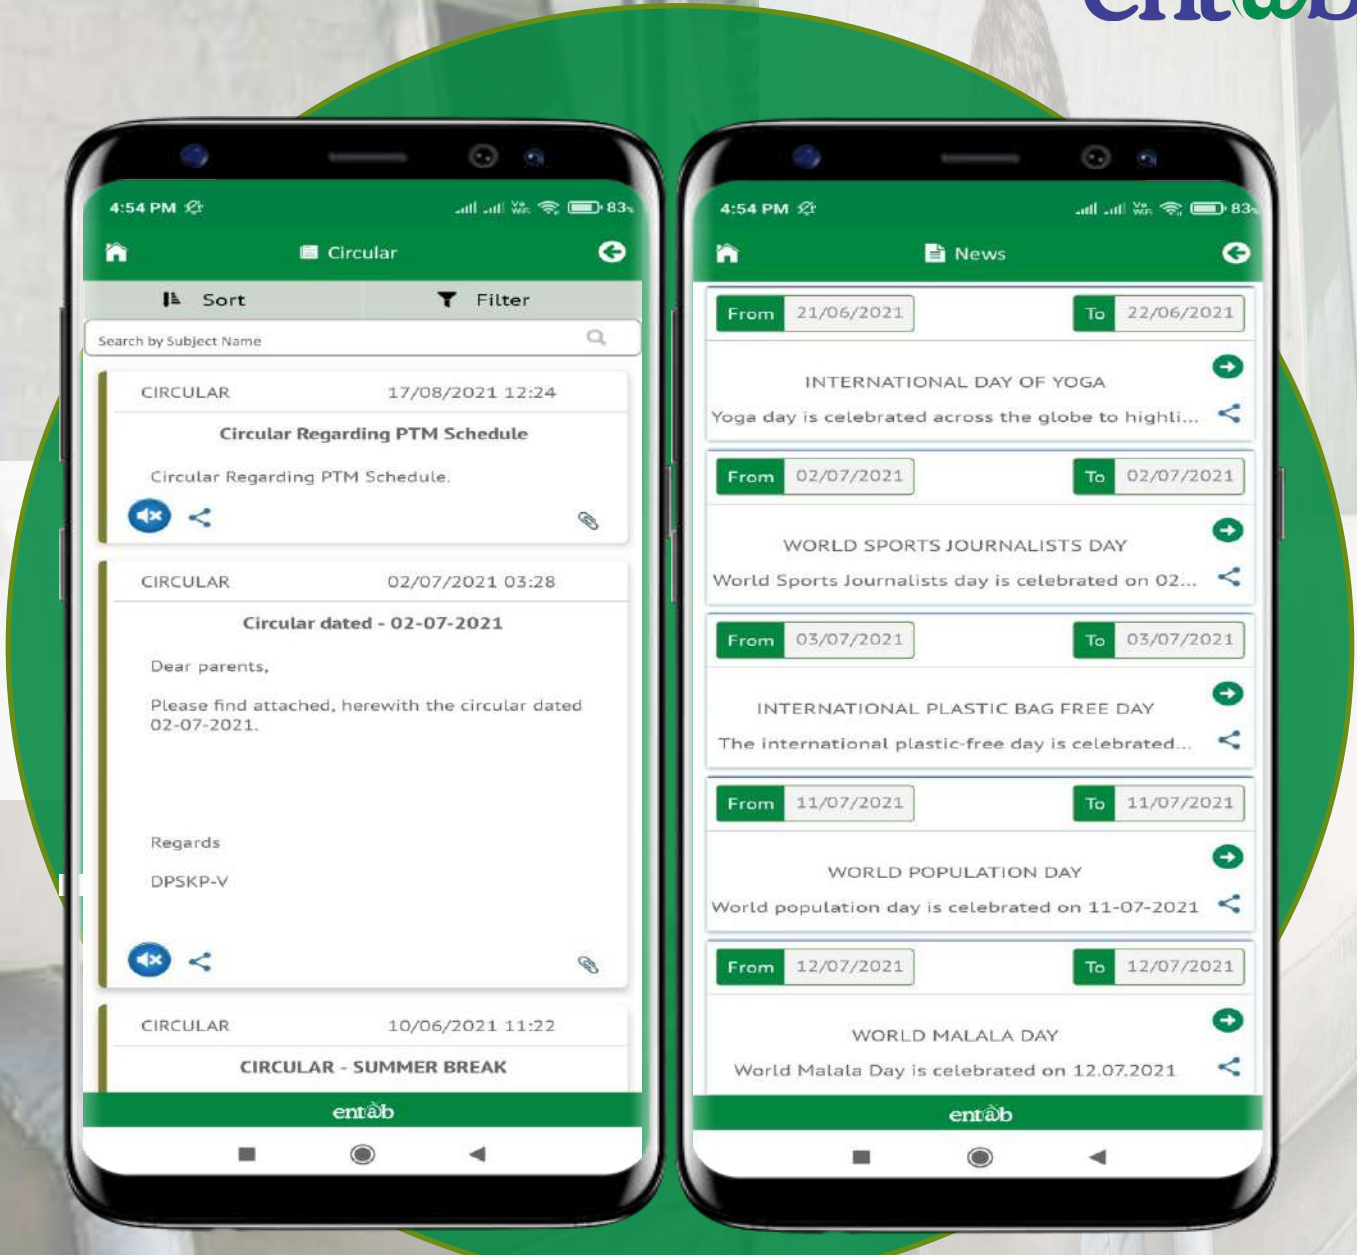 entab
4:54 PM
83
Circular
Sort
Filter
Search by Subject Name
CIRCULAR 17/08/2021 12:24
Circular Regarding PTM Schedule
Circular Regarding PTM Schedule.
CIRCULAR 02/07/2021 03:28
Circular dated - 02-07-2021
Dear parents,
Please find attached, herewith the circular dated
02-07-2021.
Regards
DPSKP-V
CIRCULAR 10/06/2021 11:22
CIRCULAR - SUMMER BREAK
entab
4:54 PM
83
News
From 21/06/2021 To 22/06/2021
INTERNATIONAL DAY OF YOGA
Yoga day is celebrated across the globe to highli...
From 02/07/2021 To 02/07/2021
WORLD SPORTS JOURNALISTS DAY
World Sports Journalists day is celebrated on 02...
From 03/07/2021 To 03/07/2021
INTERNATIONAL PLASTIC BAG FREE DAY
The international plastic-free day is celebrated...
From 11/07/2021 To 11/07/2021
WORLD POPULATION DAY
World population day is celebrated on 11-07-2021
From 12/07/2021 To 12/07/2021
WORLD MALALA DAY
World Malala Day is celebrated on 12.07.2021
entab